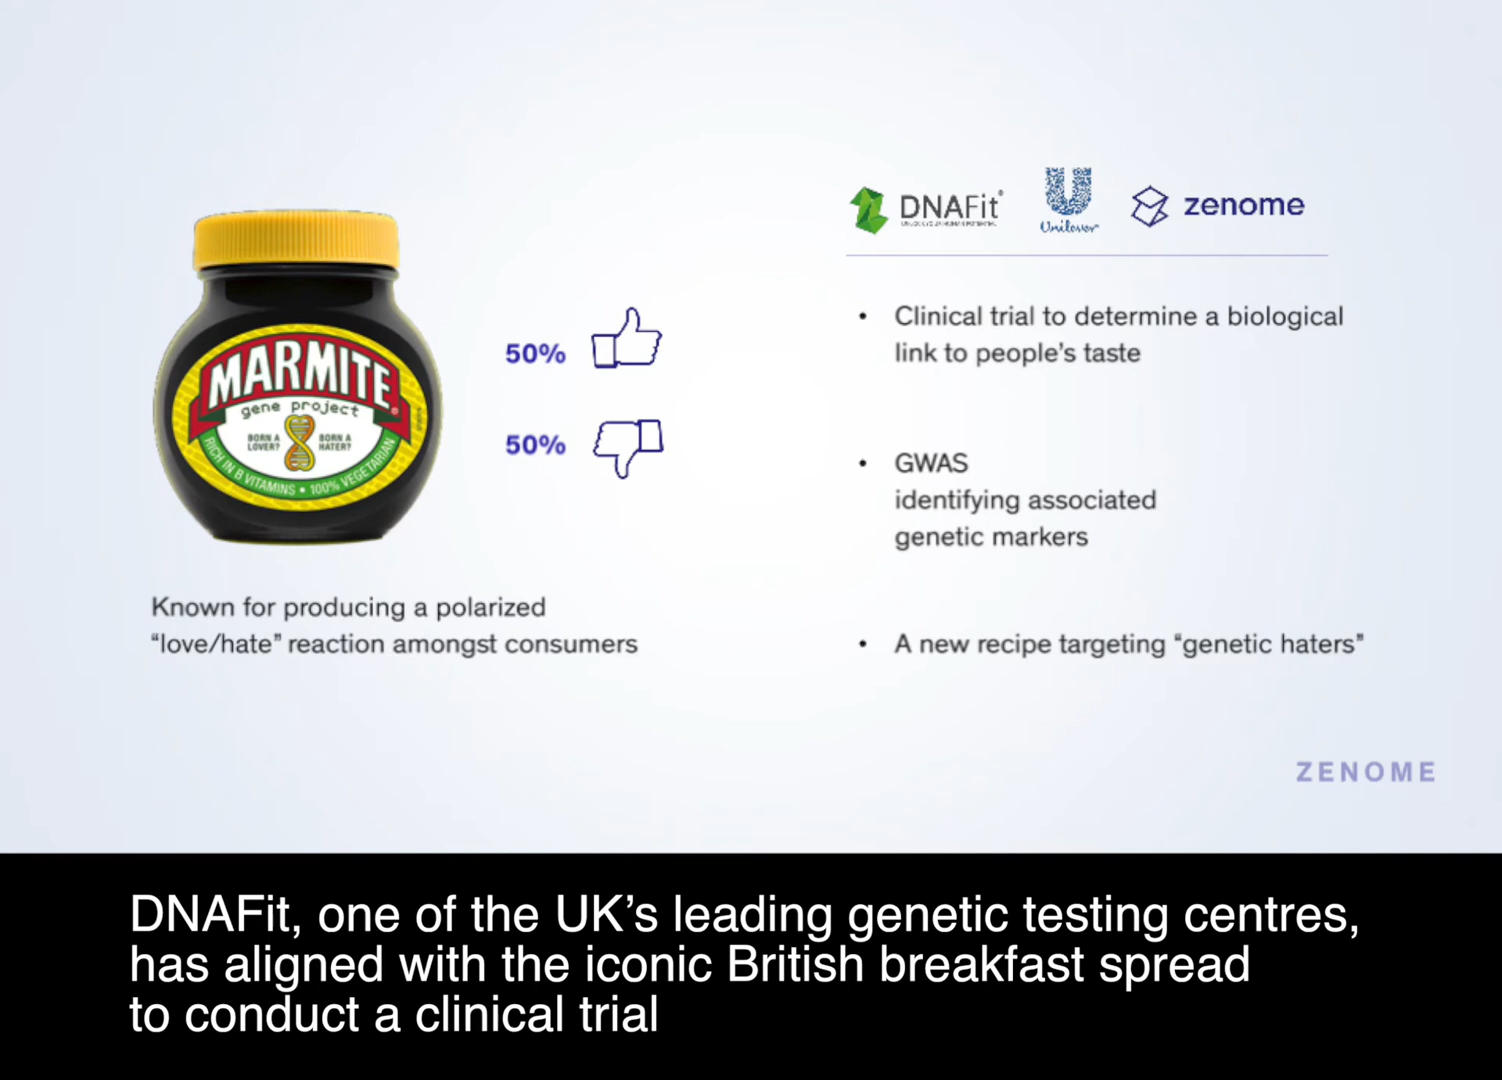 MARMITE
gene project
BORN A
LOVER?
BORN A
HATER?
RICH IN B VITAMINS • 100% VEGETARIAN
50%
50%
Known for producing a polarized
“love/hate” reaction amongst consumers
DNAFit®
Unilever
zenome
• Clinical trial to determine a biological
link to people’s taste
• GWAS
identifying associated
genetic markers
• A new recipe targeting “genetic haters”
ZENOME
DNAFit, one of the UK’s leading genetic testing centres,
has aligned with the iconic British breakfast spread
to conduct a clinical trial